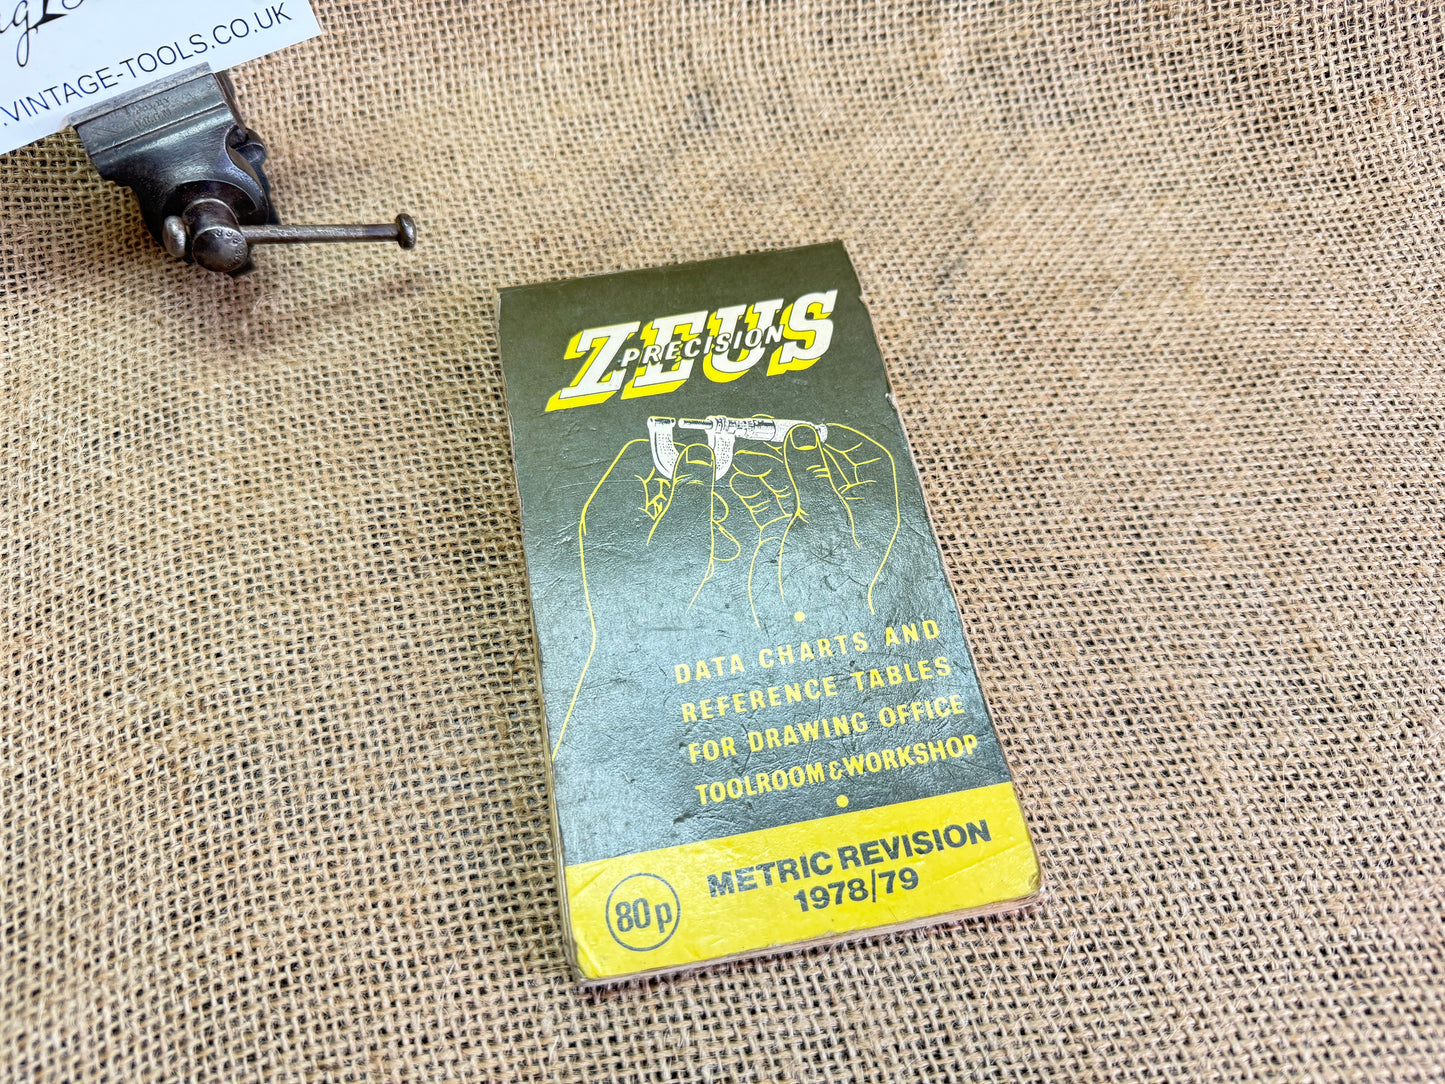 .VINTAGE-TOOLS.CO.UK
ZEUS
PRECISION
DATA CHARTS AND
REFERENCE TABLES
FOR DRAWING OFFICE
TOOLROOM & WORKSHOP
METRIC REVISION
1978/79
80p